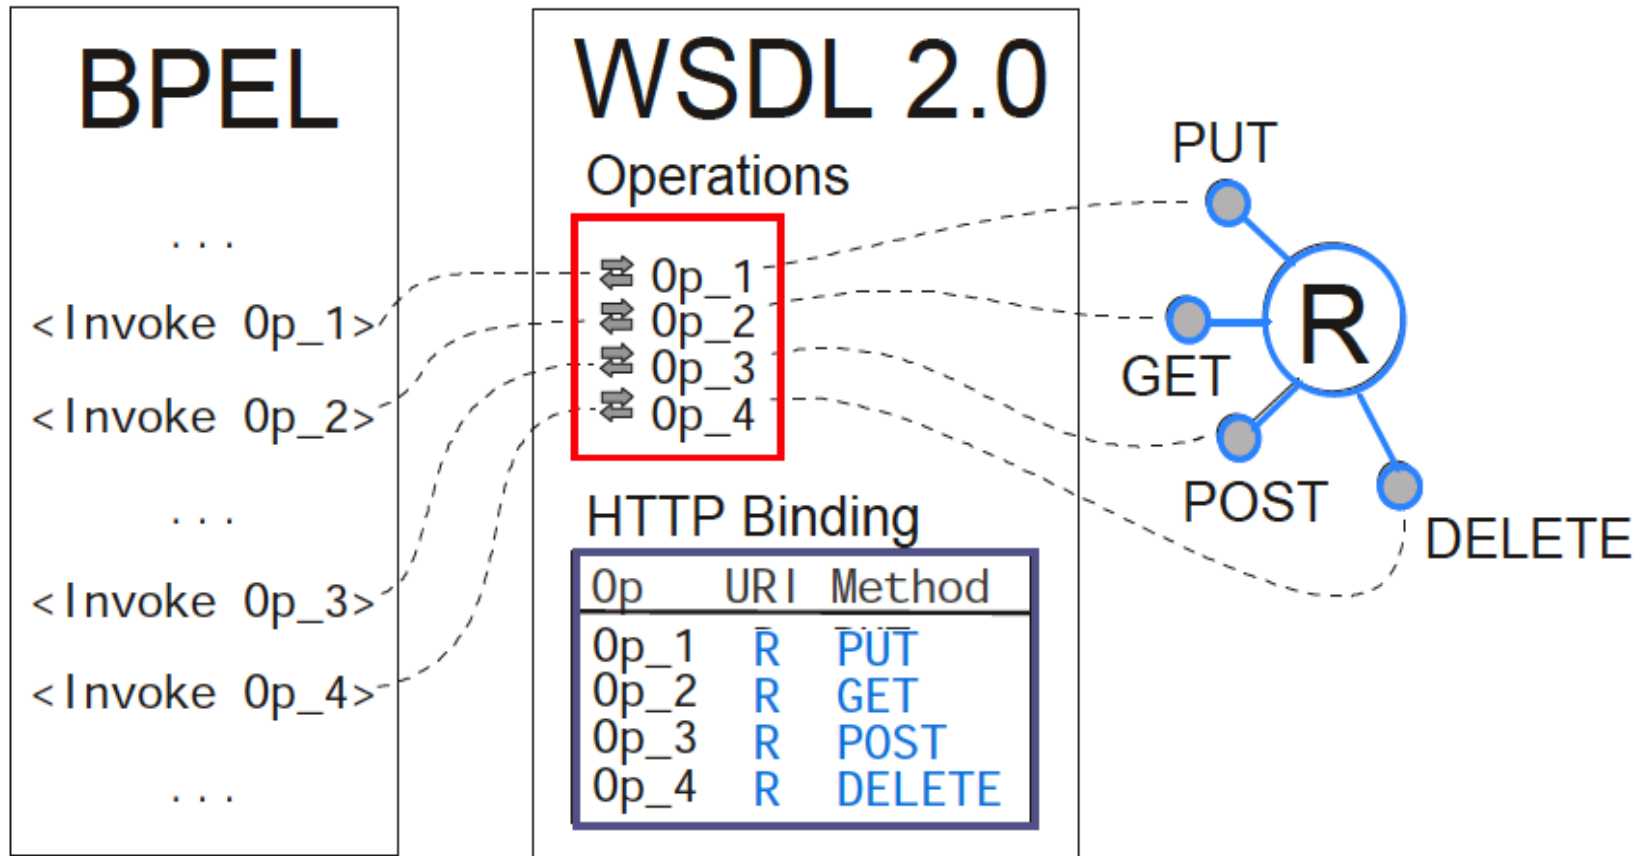 BPEL
...
<Invoke Op_1>
<Invoke Op_2>
...
<Invoke Op_3>
<Invoke Op_4>
...
WSDL 2.0
Operations
Op_1
Op_2
Op_3
Op_4
HTTP Binding
Op URI Method
Op_1 R PUT
Op_2 R GET
Op_3 R POST
Op_4 R DELETE
PUT
R
GET
POST
DELETE